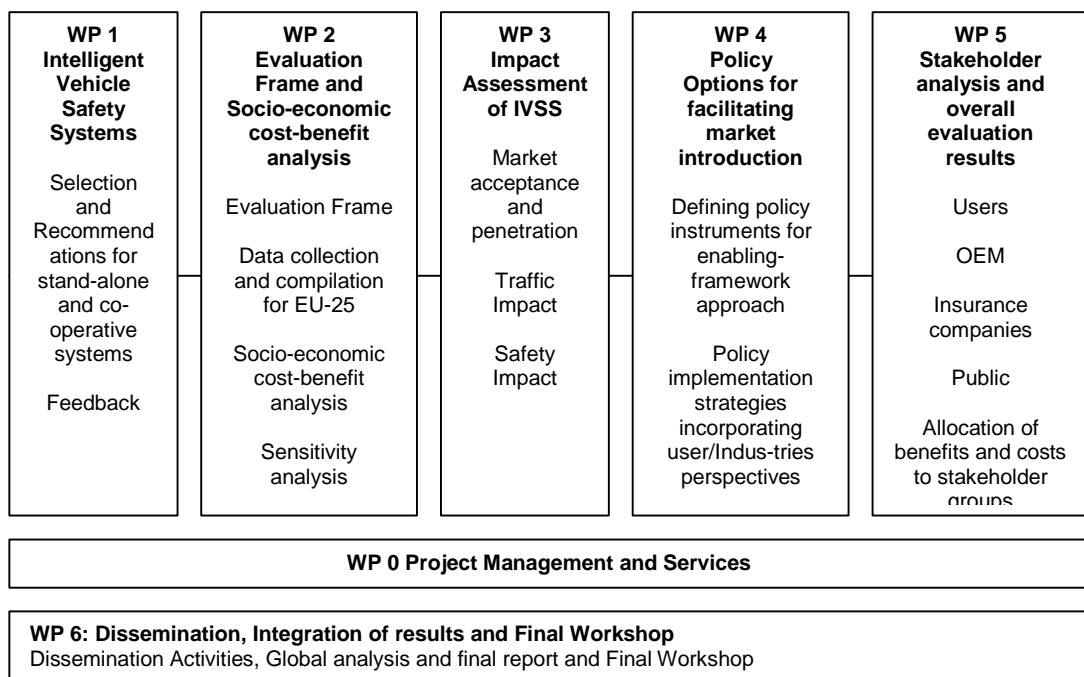 WP 1
Intelligent
Vehicle
Safety
Systems
Selection
and
Recommend
ations for
stand-alone
and co-
operative
systems
Feedback
WP 2
Evaluation
Frame and
Socio-economic
cost-benefit
analysis
Evaluation Frame
Data collection
and compilation
for EU-25
Socio-economic
cost-benefit
analysis
Sensitivity
analysis
WP 3
Impact
Assessment
of IVSS
Market
acceptance
and
penetration
Traffic
Impact
Safety
Impact
WP 4
Policy
Options for
facilitating
market
introduction
Defining policy
instruments for
enabling-
framework
approach
Policy
implementation
strategies
incorporating
user/Indus-tries
perspectives
WP 5
Stakeholder
analysis and
overall
evaluation
results
Users
OEM
Insurance
companies
Public
Allocation of
benefits and costs
to stakeholder
groups
WP 0 Project Management and Services
WP 6: Dissemination, Integration of results and Final Workshop
Dissemination Activities, Global analysis and final report and Final Workshop